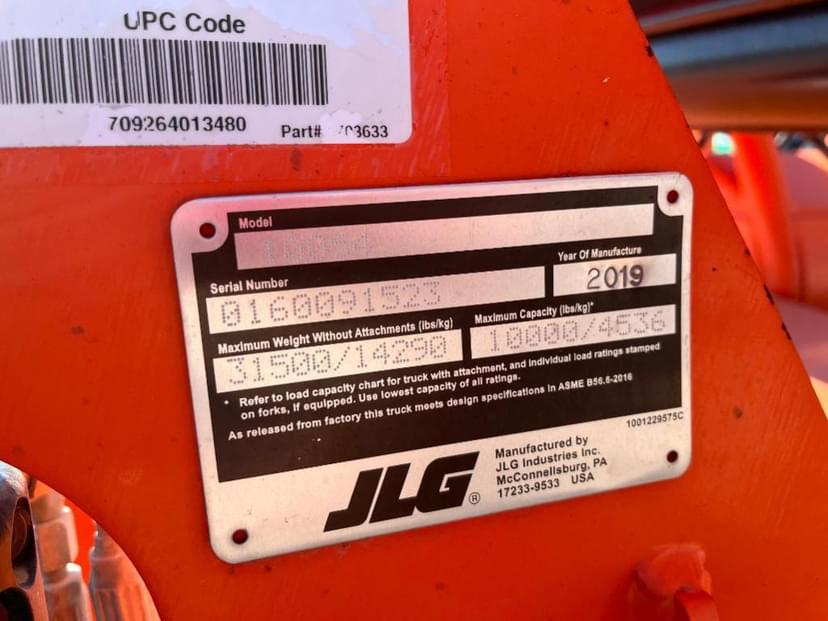 UPC Code
709264013480
Part# 703633
Model
10054
Serial Number
0160091523
Year Of Manufacture
2019
Maximum Weight Without Attachments (lbs/kg)
31500/14290
Maximum Capacity (lbs/kg)*
10000/4536
* Refer to load capacity chart for truck with attachment, and individual load ratings stamped
on forks, if equipped. Use lowest capacity of all ratings.
As released from factory this truck meets design specifications in ASME B56.6-2016
1001229575C
JLG®
Manufactured by
JLG Industries Inc.
McConnellsburg, PA
17233-9533 USA